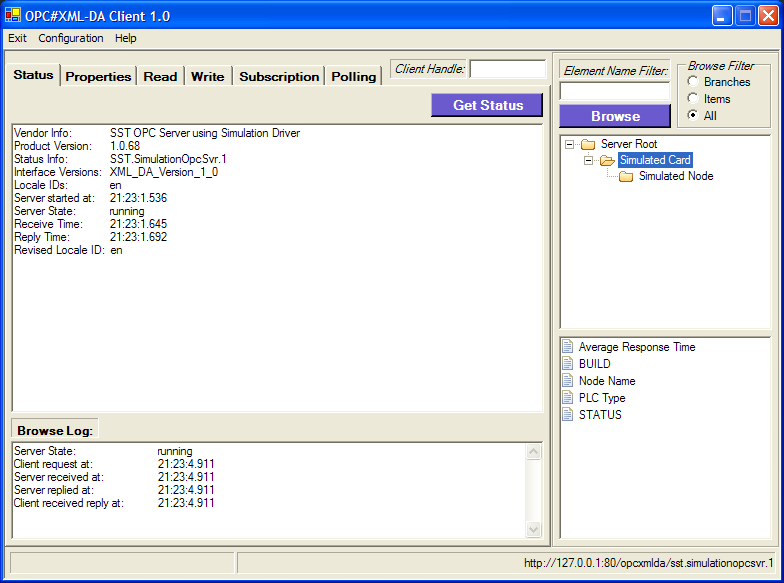 OPC#XML-DA Client 1.0
Exit Configuration Help
Status Properties Read Write Subscription Polling
Client Handle:
Get Status
Vendor Info: SST OPC Server using Simulation Driver
Product Version: 1.0.68
Status Info: SST.SimulationOpcSvr.1
Interface Versions: XML_DA_Version_1_0
Locale IDs: en
Server started at: 21:23:1.536
Server State: running
Receive Time: 21:23:1.645
Reply Time: 21:23:1.692
Revised Locale ID: en
Browse Log:
Server State: running
Client request at: 21:23:4.911
Server received at: 21:23:4.911
Server replied at: 21:23:4.911
Client received reply at: 21:23:4.911
Element Name Filter:
Browse
Browse Filter
Branches
Items
All
Server Root
Simulated Card
Simulated Node
Average Response Time
BUILD
Node Name
PLC Type
STATUS
http://127.0.0.1:80/opcxmlda/sst.simulationopcsvr.1